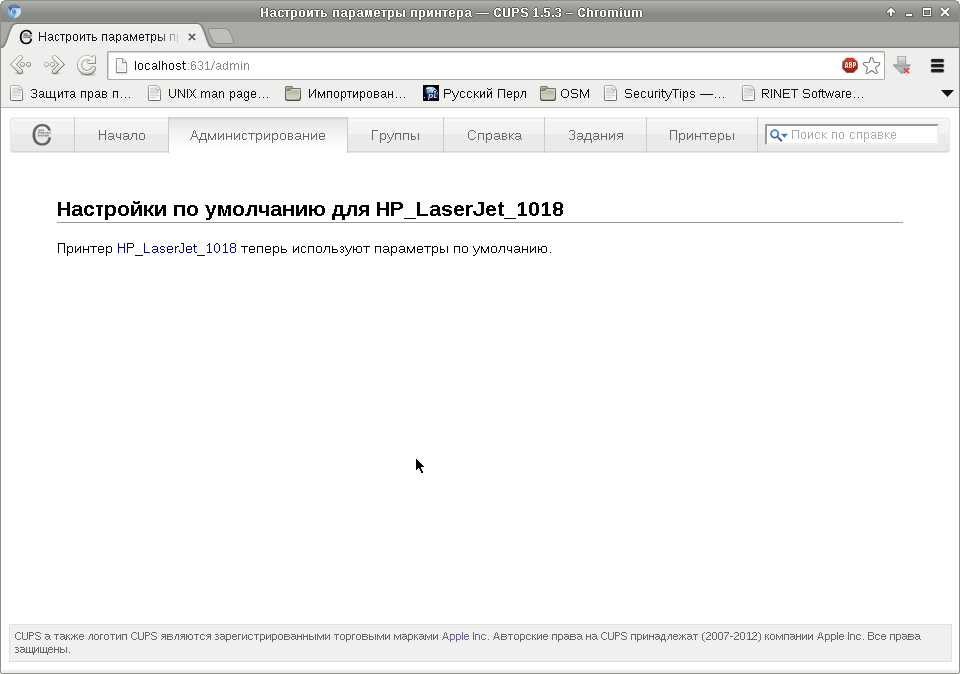 Настроить параметры принтера — CUPS 1.5.3 – Chromium
Настроить параметры п
localhost:631/admin
ABP
Защита прав п... UNIX man page... Импортирован... Русский Перл OSM SecurityTips —... RINET Software...
Начало Администрирование Группы Справка Задания Принтеры Поиск по справке
Настройки по умолчанию для HP_LaserJet_1018
Принтер HP_LaserJet_1018 теперь используют параметры по умолчанию.
CUPS а также логотип CUPS являются зарегистрированными торговыми марками Apple Inc. Авторские права на CUPS принадлежат (2007-2012) компании Apple Inc. Все права
защищены.